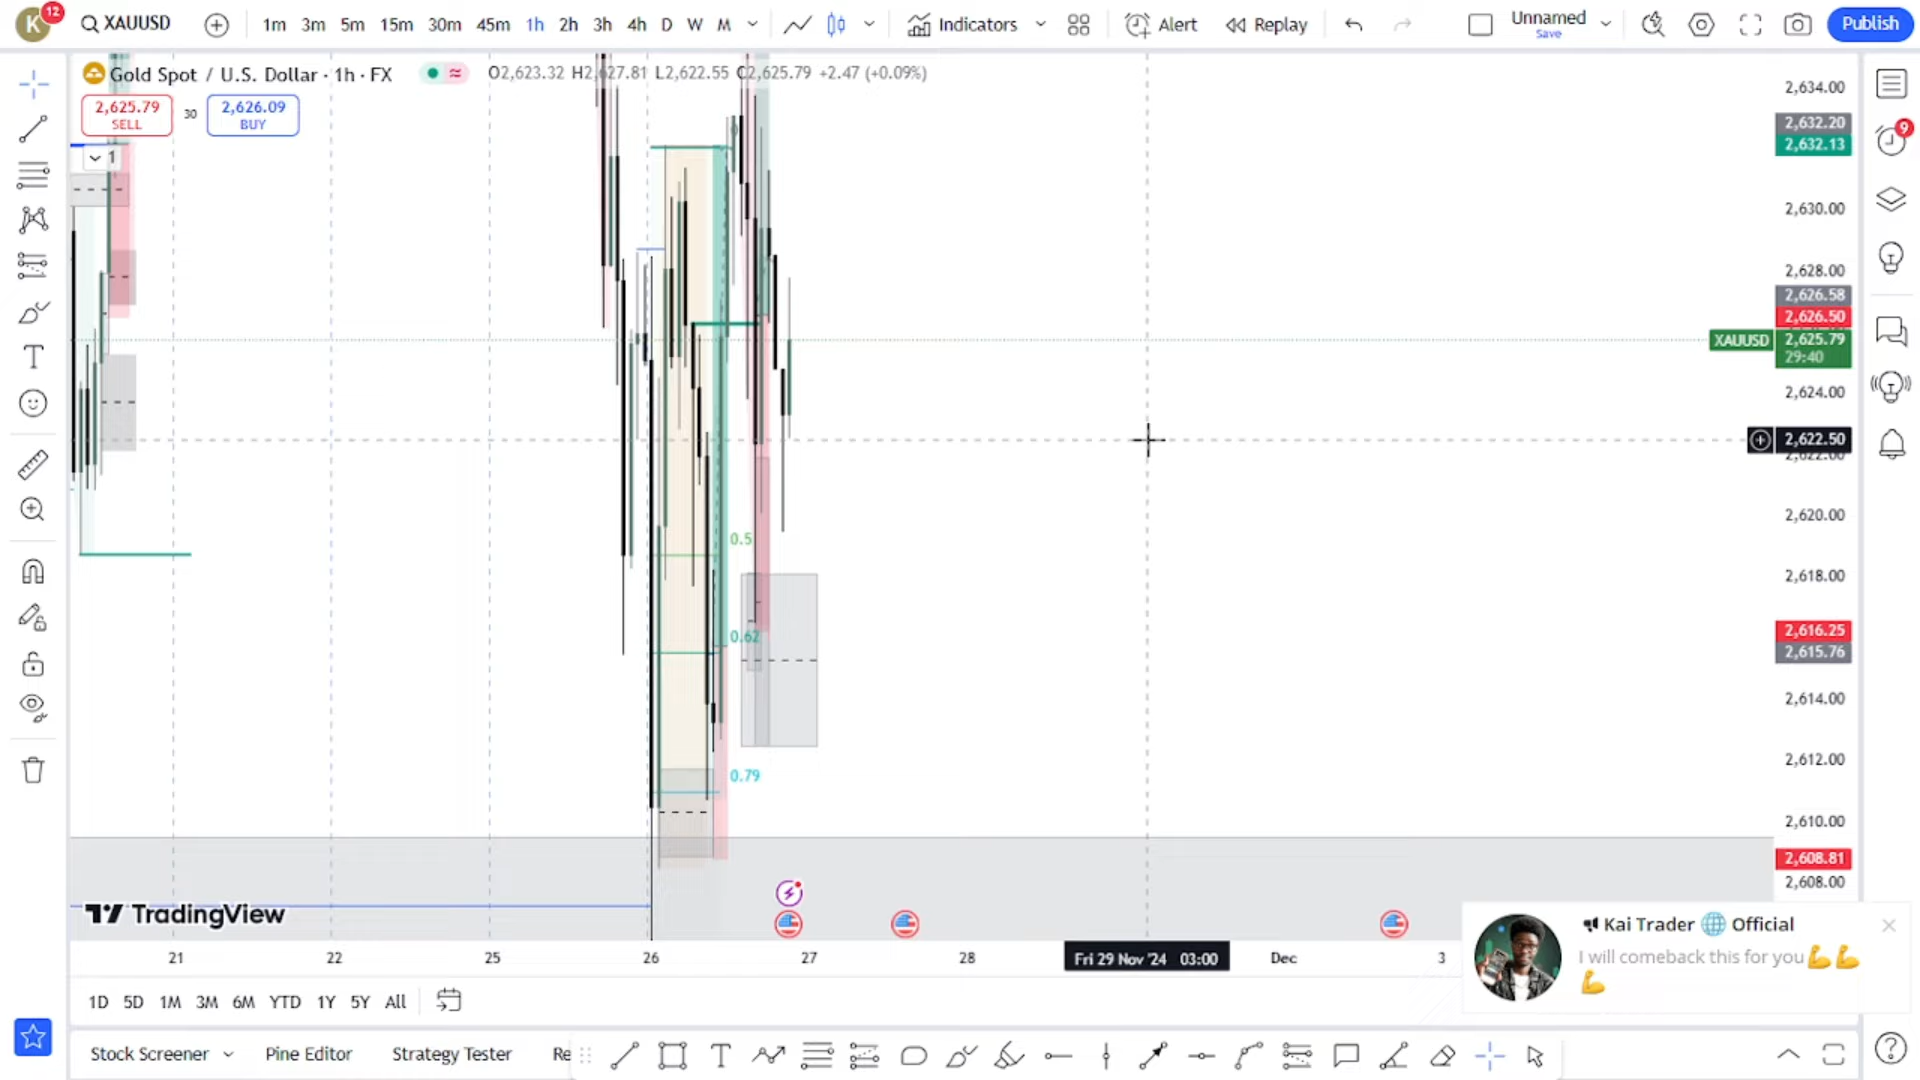 K
12
XAUUSD
1m 3m 5m 15m 30m 45m 1h 2h 3h 4h D W M
Indicators
Alert
Replay
Unnamed
Save
Publish
Gold Spot / U.S. Dollar · 1h · FX
O2,623.32 H2,627.81 L2,622.55 C2,625.79 +2.47 (+0.09%)
2,625.79
SELL
30
2,626.09
BUY
1
2,634.00
2,632.20
2,632.13
2,630.00
2,628.00
2,626.58
2,626.50
XAUUSD 2,625.79
29:40
2,624.00
2,622.50
2,622.00
2,620.00
2,618.00
2,616.25
2,615.76
2,614.00
2,612.00
2,610.00
2,608.81
2,608.00
0.5
0.62
0.79
9
TradingView
21 22 25 26 27 28 Fri 29 Nov '24 03:00 Dec 3
Kai Trader Official
I will comeback this for you
1D 5D 1M 3M 6M YTD 1Y 5Y All
Stock Screener Pine Editor Strategy Tester Re